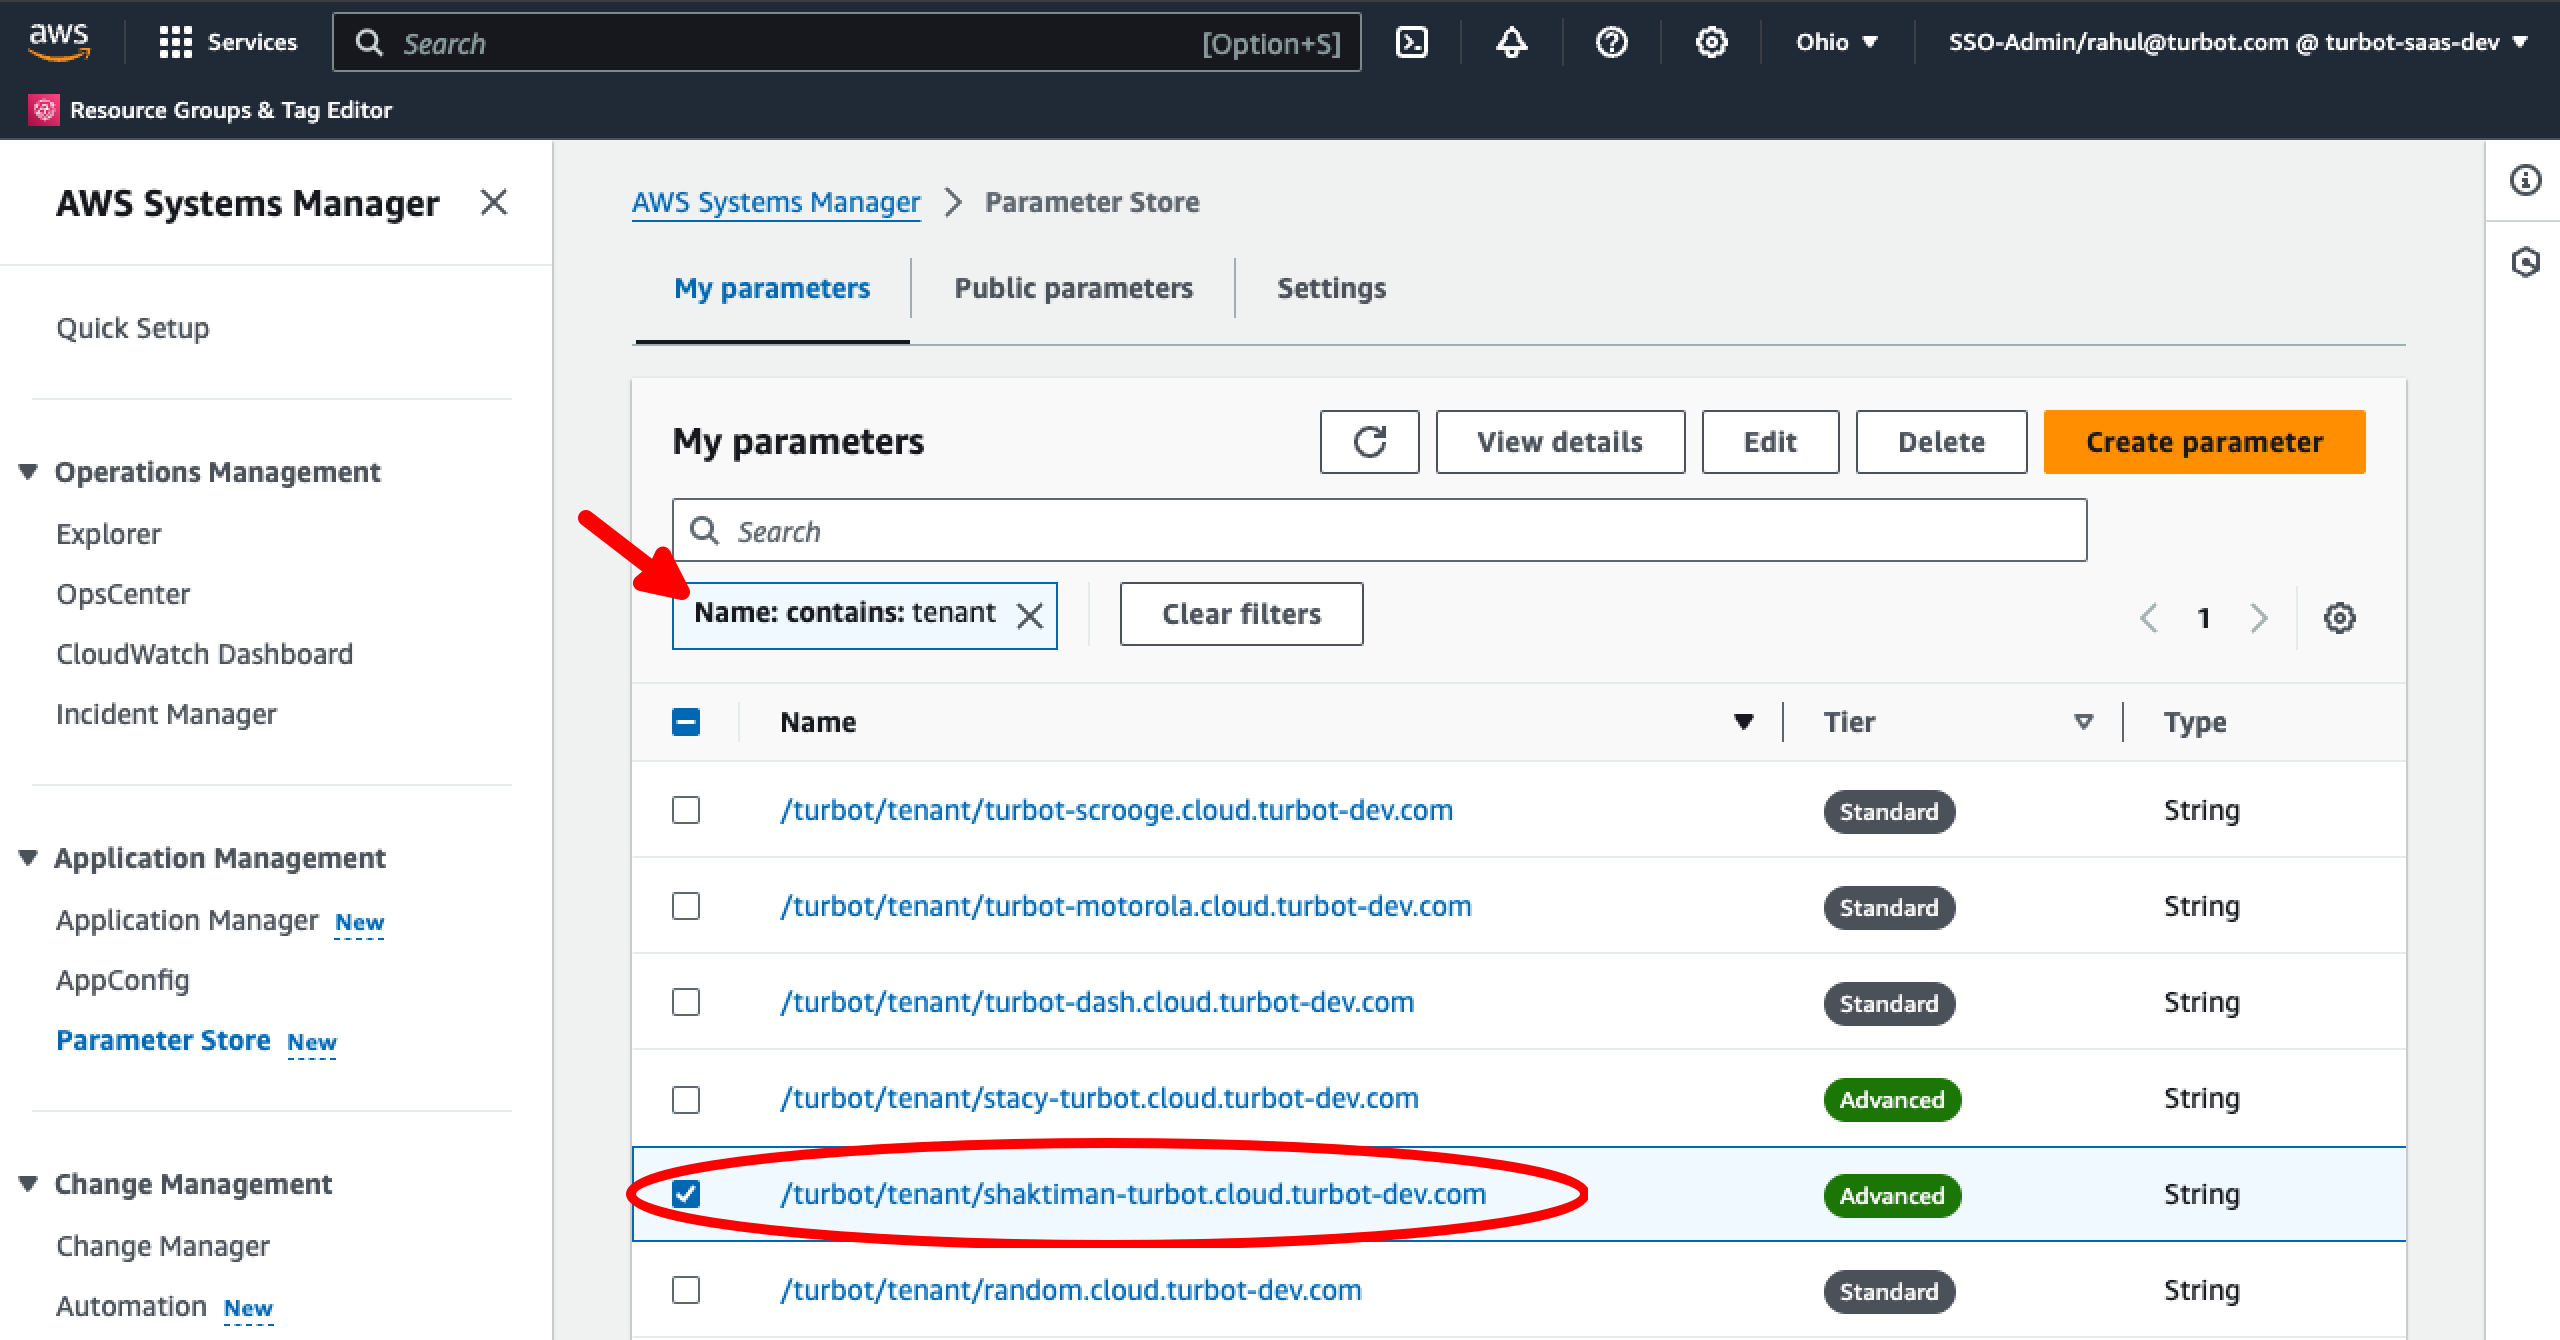 aws
Services
Search [Option+S]
Ohio
SSO-Admin/rahul@turbot.com @ turbot-saas-dev
Resource Groups & Tag Editor
AWS Systems Manager
Quick Setup
Operations Management
Explorer
OpsCenter
CloudWatch Dashboard
Incident Manager
Application Management
Application Manager New
AppConfig
Parameter Store New
Change Management
Change Manager
Automation New
AWS Systems Manager Parameter Store
My parameters Public parameters Settings
My parameters
View details Edit Delete Create parameter
Search
Name: contains: tenant
Clear filters
1
Name Tier Type
/turbot/tenant/turbot-scrooge.cloud.turbot-dev.com Standard String
/turbot/tenant/turbot-motorola.cloud.turbot-dev.com Standard String
/turbot/tenant/turbot-dash.cloud.turbot-dev.com Standard String
/turbot/tenant/stacy-turbot.cloud.turbot-dev.com Advanced String
/turbot/tenant/shaktiman-turbot.cloud.turbot-dev.com Advanced String
/turbot/tenant/random.cloud.turbot-dev.com Standard String